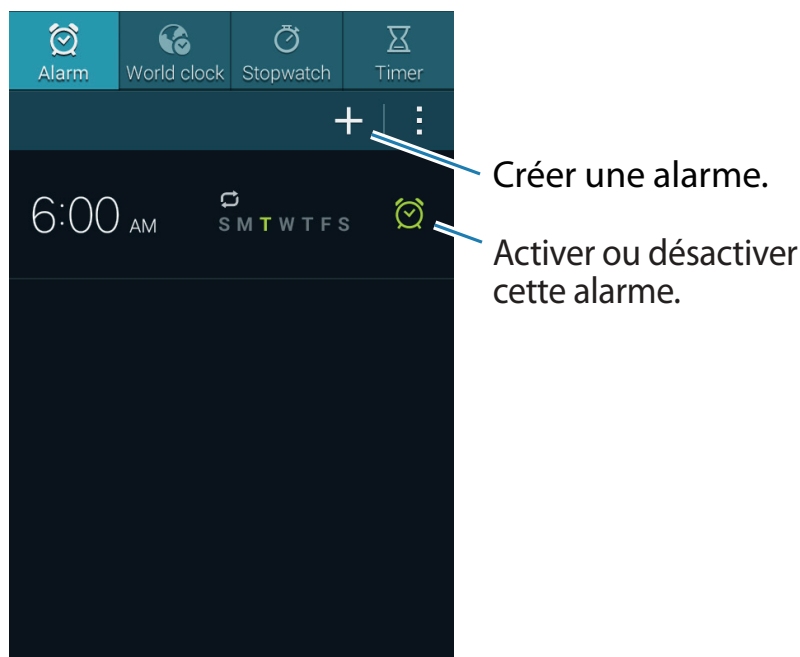 Alarm World clock Stopwatch Timer
Créer une alarme.
6:00 AM S M T W T F S
Activer ou désactiver
cette alarme.